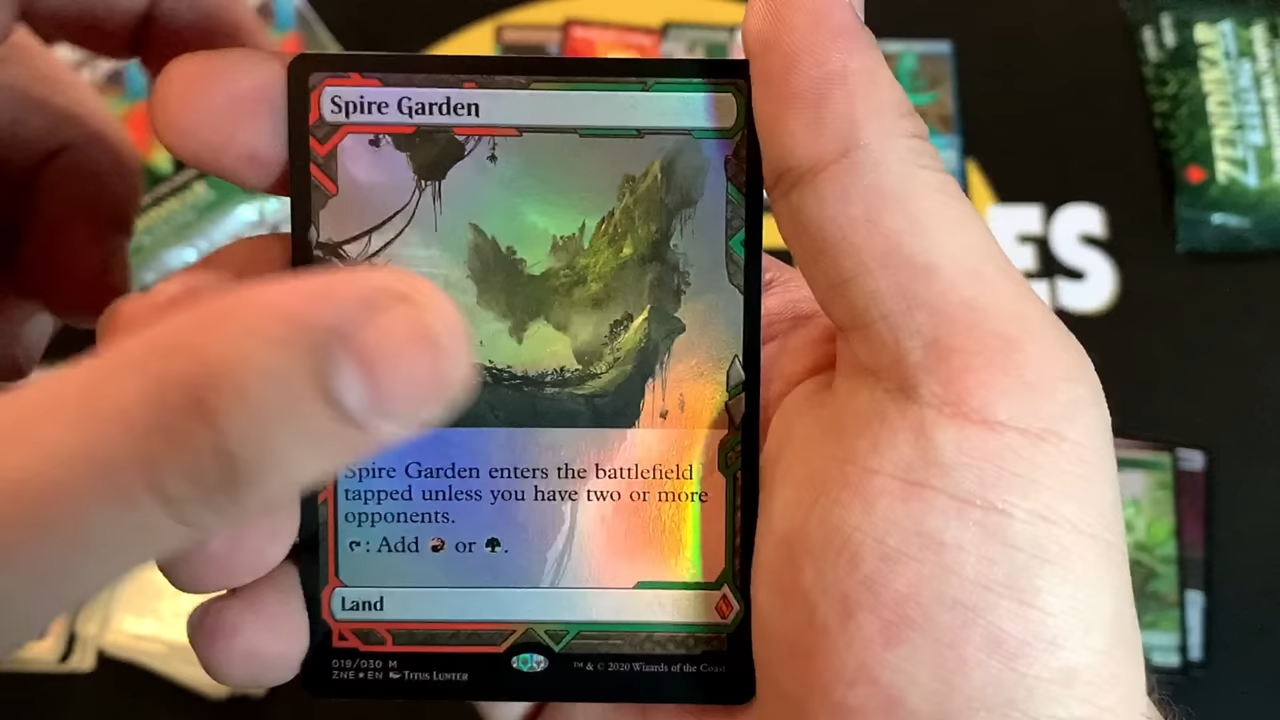 Spire Garden
Spire Garden enters the battlefield
tapped unless you have two or more
opponents.
: Add or .
Land
019/030 M
ZNE ★ EN Titus Lunter
™ & © 2020 Wizards of the Coast
ZENDIKAR
ES